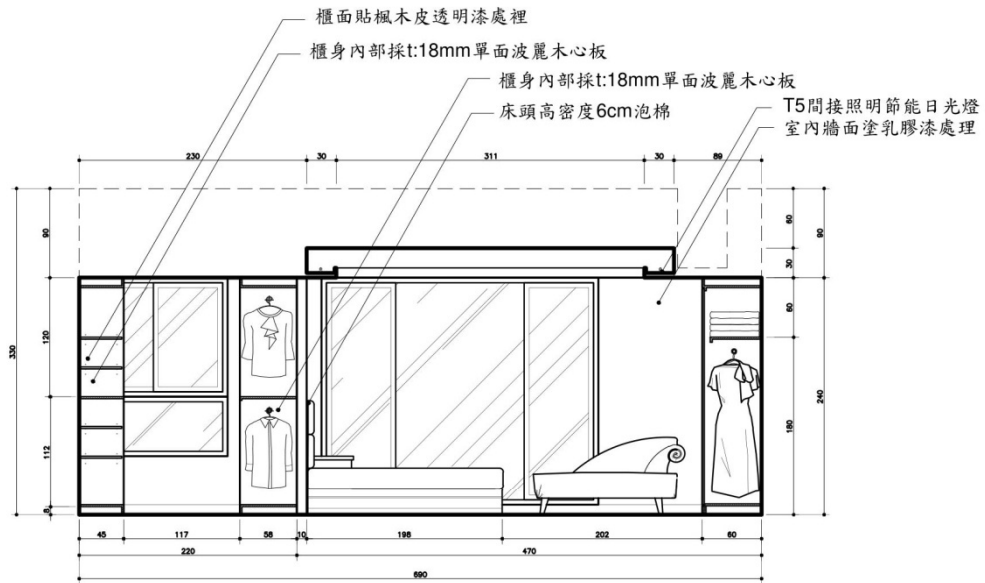 櫃面貼楓木皮透明漆處裡
櫃身內部採t:18mm單面波麗木心板
櫃身內部採t:18mm單面波麗木心板
床頭高密度6cm泡棉
T5間接照明節能日光燈
室內牆面塗乳膠漆處理
230 30 311 30 89
330
90
120
112
8
60
30
60
180
90
240
45 117 58 10 198 202 60
220 470
690